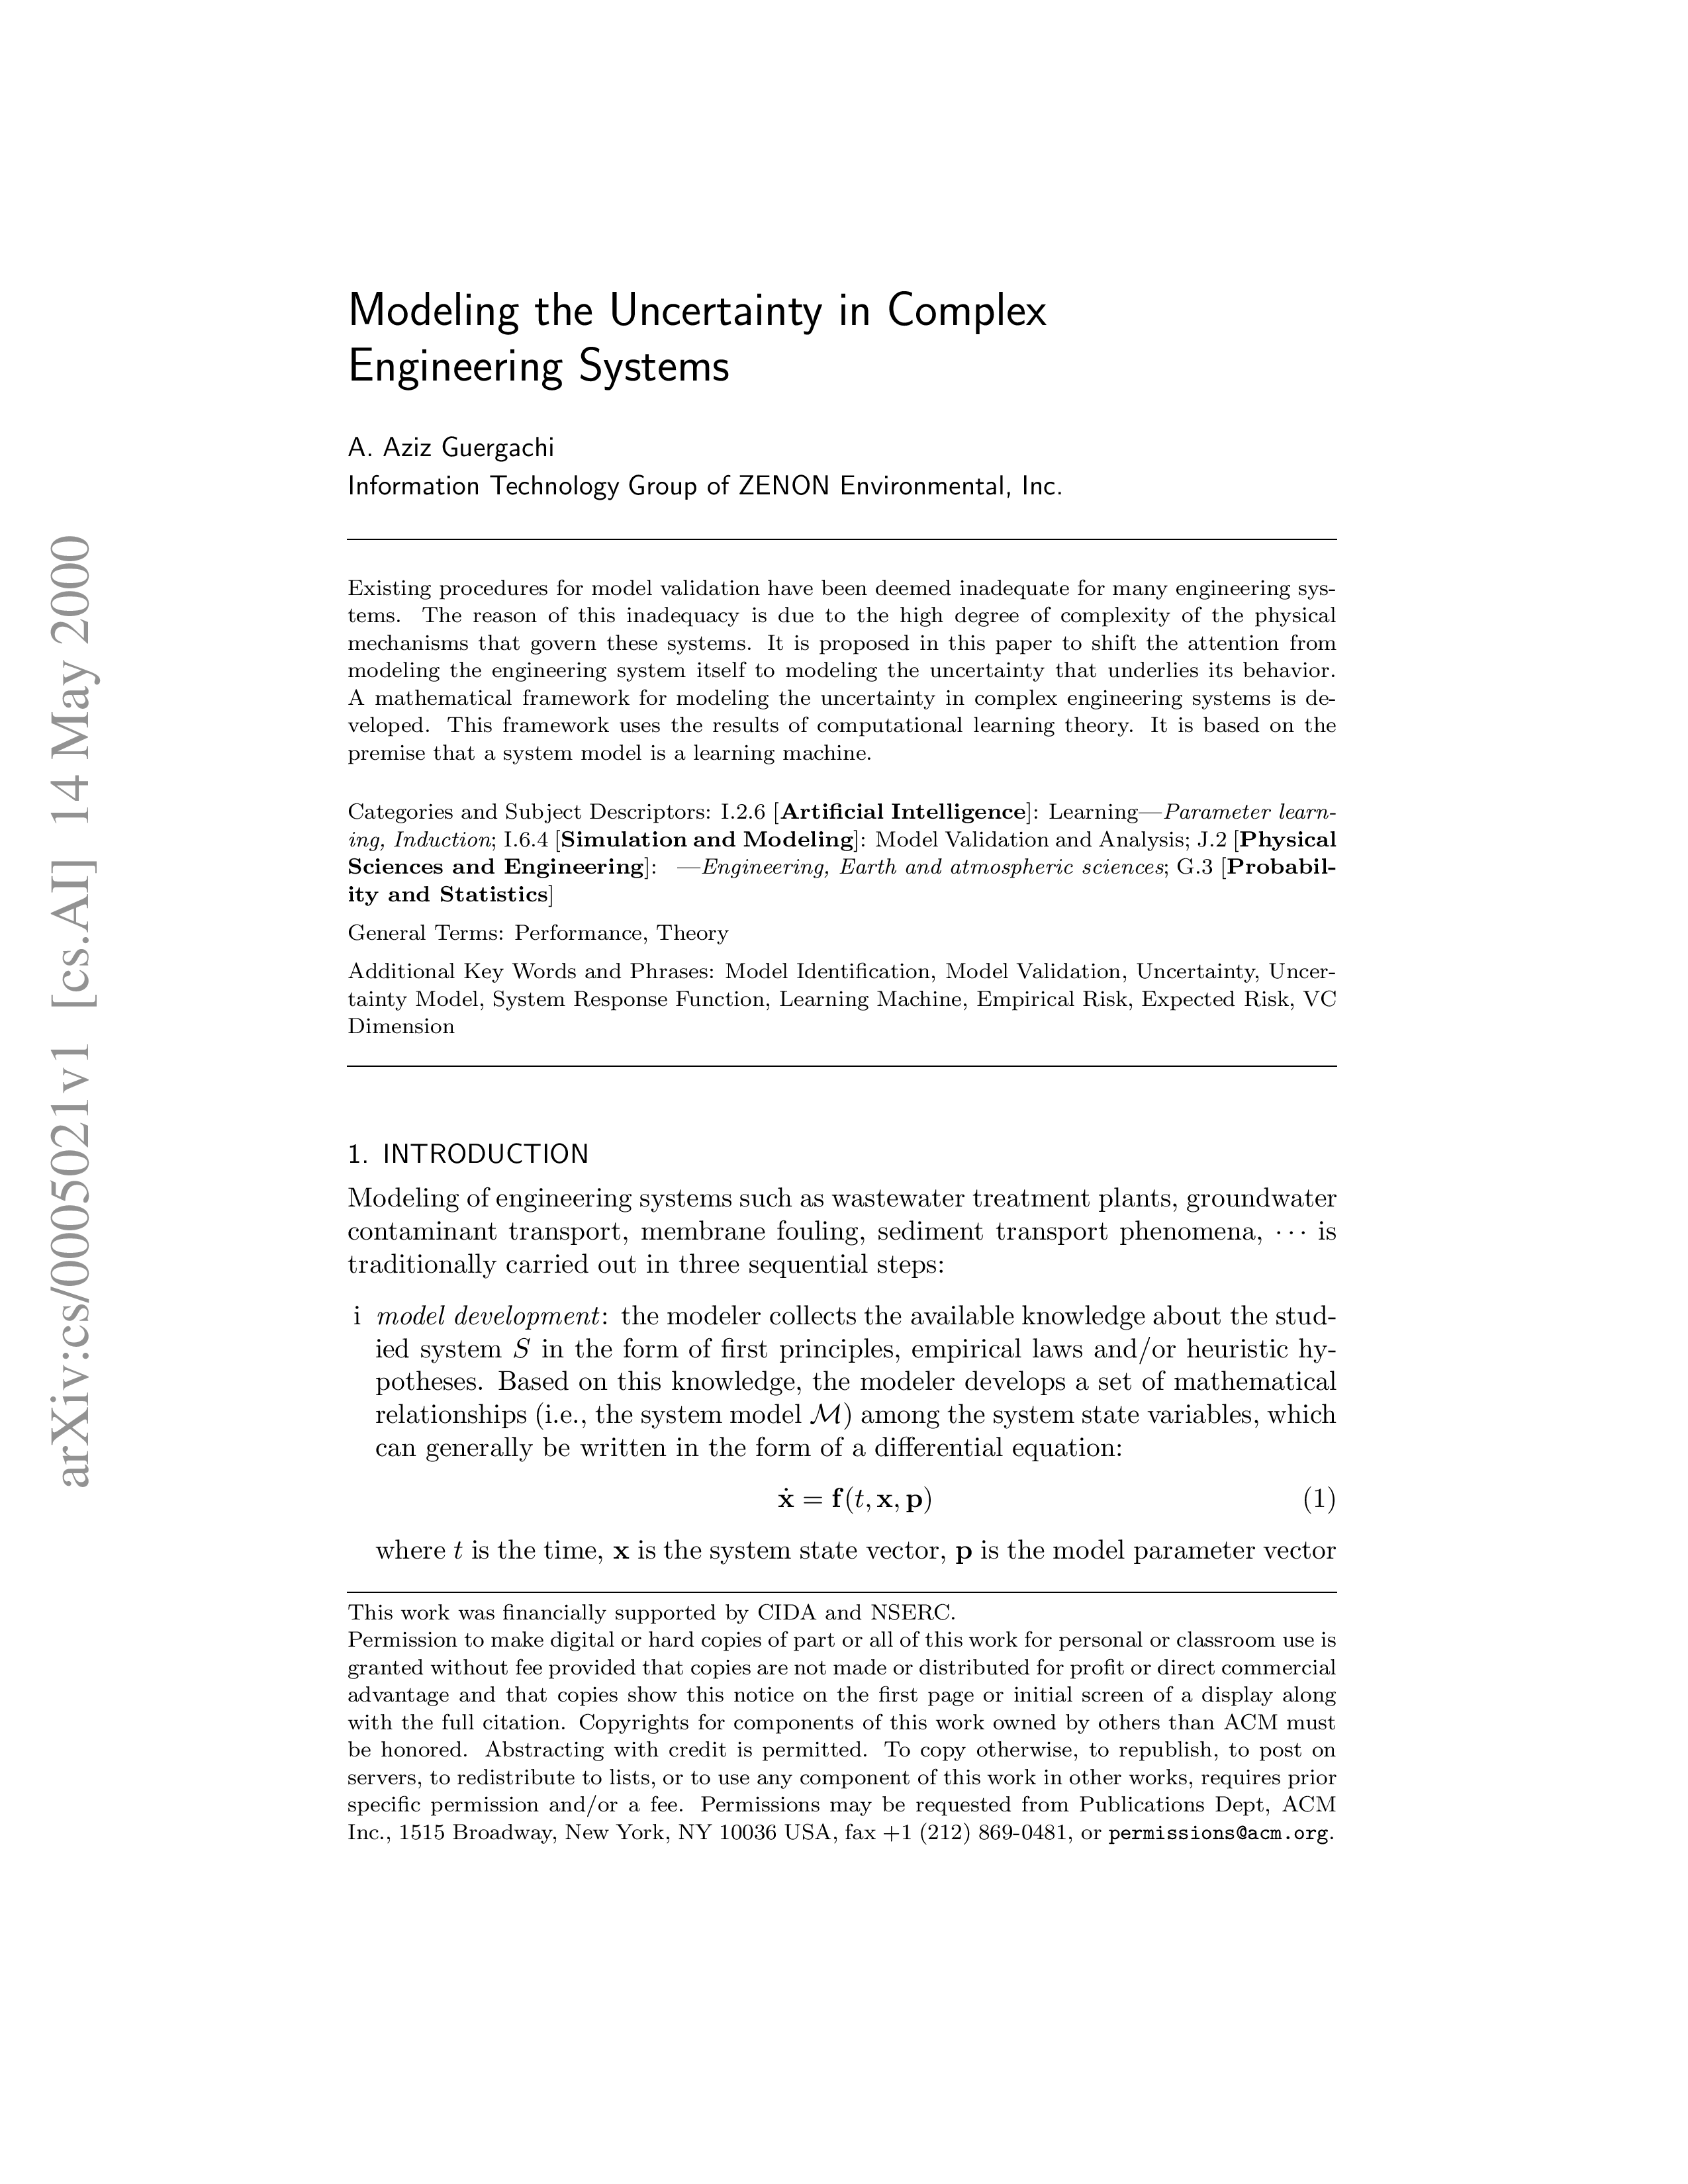 Modeling the Uncertainty in Complex
Engineering Systems
A. Aziz Guergachi
Information Technology Group of ZENON Environmental, Inc.
Existing procedures for model validation have been deemed inadequate for many engineering sys-
tems. The reason of this inadequacy is due to the high degree of complexity of the physical
mechanisms that govern these systems. It is proposed in this paper to shift the attention from
modeling the engineering system itself to modeling the uncertainty that underlies its behavior.
A mathematical framework for modeling the uncertainty in complex engineering systems is de-
veloped. This framework uses the results of computational learning theory. It is based on the
premise that a system model is a learning machine.
Categories and Subject Descriptors: I.2.6 [Artificial Intelligence]: Learning—Parameter learn-
ing, Induction; I.6.4 [Simulation and Modeling]: Model Validation and Analysis; J.2 [Physical
Sciences and Engineering]: —Engineering, Earth and atmospheric sciences; G.3 [Probabil-
ity and Statistics]
General Terms: Performance, Theory
Additional Key Words and Phrases: Model Identification, Model Validation, Uncertainty, Uncer-
tainty Model, System Response Function, Learning Machine, Empirical Risk, Expected Risk, VC
Dimension
1. INTRODUCTION
Modeling of engineering systems such as wastewater treatment plants, groundwater
contaminant transport, membrane fouling, sediment transport phenomena, ··· is
traditionally carried out in three sequential steps:
i model development: the modeler collects the available knowledge about the stud-
ied system S in the form of first principles, empirical laws and/or heuristic hy-
potheses. Based on this knowledge, the modeler develops a set of mathematical
relationships (i.e., the system model ℳ) among the system state variables, which
can generally be written in the form of a differential equation:
ẋ = f(t, x, p) (1)
where t is the time, x is the system state vector, p is the model parameter vector
This work was financially supported by CIDA and NSERC.
Permission to make digital or hard copies of part or all of this work for personal or classroom use is
granted without fee provided that copies are not made or distributed for profit or direct commercial
advantage and that copies show this notice on the first page or initial screen of a display along
with the full citation. Copyrights for components of this work owned by others than ACM must
be honored. Abstracting with credit is permitted. To copy otherwise, to republish, to post on
servers, to redistribute to lists, or to use any component of this work in other works, requires prior
specific permission and/or a fee. Permissions may be requested from Publications Dept, ACM
Inc., 1515 Broadway, New York, NY 10036 USA, fax +1 (212) 869-0481, or permissions@acm.org.
arXiv:cs/0005021v1 [cs.AI] 14 May 2000